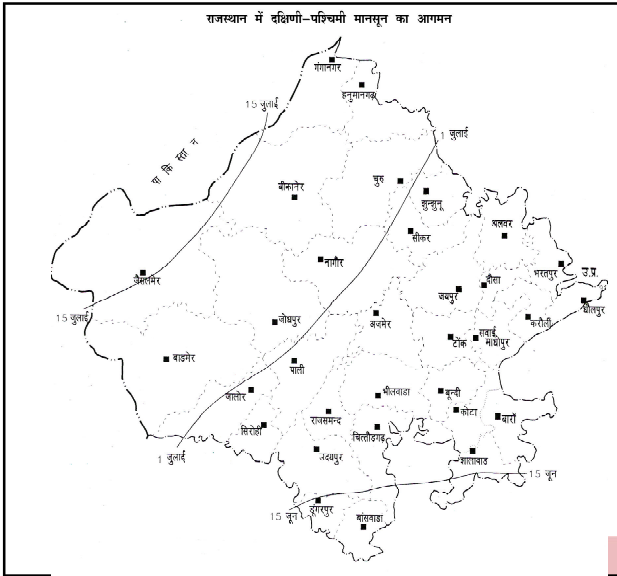 राजस्थान में दक्षिणी–पश्चिमी मानसून का आगमन
गंगानगर
हनुमानगढ़
15 जुलाई
1 जुलाई
पा कि स्ता न
चुरु
बीकानेर
झुन्झुनू
सीकर
अलवर
नागौर
जैसलमेर
भरतपुर
उ.प्र.
दौसा
जयपुर
धौलपुर
15 जुलाई
जोधपुर
अजमेर
करौली
टोंक
सवाई
माधोपुर
बाड़मेर
पाली
जालोर
भीलवाडा
बून्दी
कोटा
बाराँ
राजसमन्द
सिरोही
चित्तौड़गढ़
1 जुलाई
15 जून
डूंगरपुर
15 जून
बांसवाडा